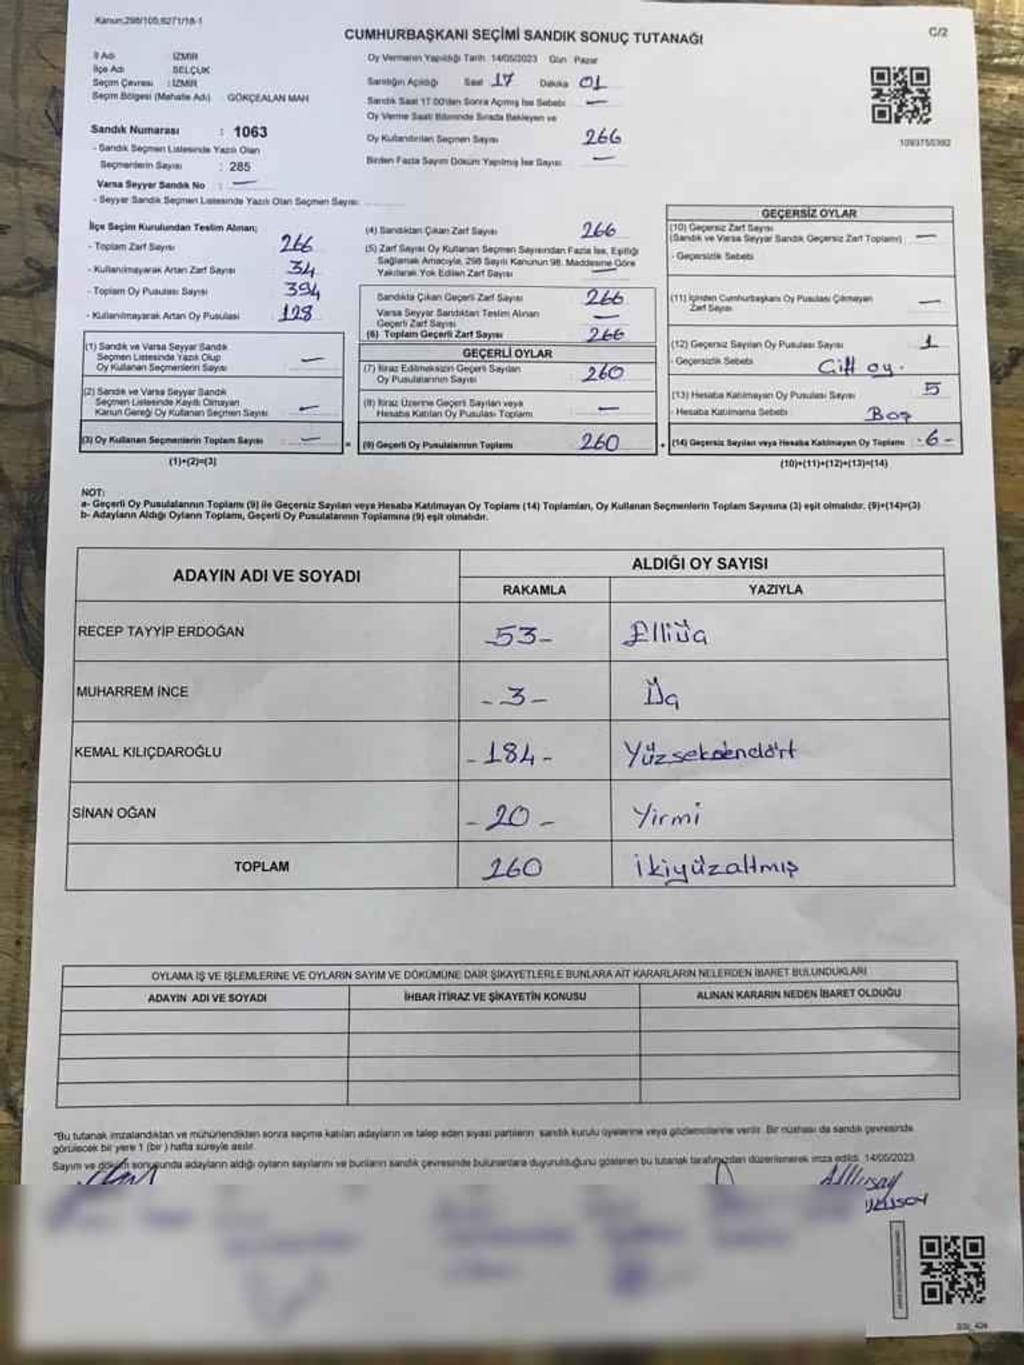 Kanun;298/105,6271/18-1
CUMHURBAŞKANI SEÇİMİ SANDIK SONUÇ TUTANAĞI
C/2
İl Adı İZMİR
İlçe Adı SELÇUK
Seçim Çevresi : İZMİR
Seçim Bölgesi (Mahalle Adı) GÖKÇEALAN MAH
Sandık Numarası : 1063
- Sandık Seçmen Listesinde Yazılı Olan
Seçmenlerin Sayısı : 285
Varsa Seyyar Sandık No : —
- Seyyar Sandık Seçmen Listesinde Yazılı Olan Seçmen Sayısı
Oy Vermenin Yapıldığı Tarih 14/05/2023 Gün Pazar
Sandığın Açıldığı Saat 17 Dakika 01
Sandık Saat 17.00'den Sonra Açılmış İse Sebebi —
Oy Verme Saati Bitiminde Sırada Bekleyen ve
Oy Kullandırılan Seçmen Sayısı 266
Birden Fazla Sayım Döküm Yapılmış İse Sayısı —
1093755392
İlçe Seçim Kurulundan Teslim Alınan;
- Toplam Zarf Sayısı 266
- Kullanılmayarak Artan Zarf Sayısı 34
- Toplam Oy Pusulası Sayısı 394
- Kullanılmayarak Artan Oy Pusulası 128
(1) Sandık ve Varsa Seyyar Sandık
Seçmen Listesinde Yazılı Olup
Oy Kullanan Seçmenlerin Sayısı —
(2) Sandık ve Varsa Seyyar Sandık
Seçmen Listesinde Kayıtlı Olmayan
Kanun Gereği Oy Kullanan Seçmen Sayısı —
(3) Oy Kullanan Seçmenlerin Toplam Sayısı —
(1)+(2)=(3)
(4) Sandıktan Çıkan Zarf Sayısı 266
(5) Zarf Sayısı Oy Kullanan Seçmen Sayısından Fazla İse, Eşitliği
Sağlamak Amacıyla, 298 Sayılı Kanunun 98. Maddesine Göre
Yakılarak Yok Edilen Zarf Sayısı —
Sandıkta Çıkan Geçerli Zarf Sayısı 266
Varsa Seyyar Sandıktan Teslim Alınan
Geçerli Zarf Sayısı —
(6) Toplam Geçerli Zarf Sayısı 266
GEÇERLİ OYLAR
(7) İtiraz Edilmeksizin Geçerli Sayılan
Oy Pusulalarının Sayısı 260
(8) İtiraz Üzerine Geçerli Sayılan veya
Hesaba Katılan Oy Pusulası Toplamı —
= (9) Geçerli Oy Pusulalarının Toplamı 260
GEÇERSİZ OYLAR
(10) Geçersiz Zarf Sayısı
(Sandık ve Varsa Seyyar Sandık Geçersiz Zarf Toplamı) —
- Geçersizlik Sebebi
(11) İçinden Cumhurbaşkanı Oy Pusulası Çıkmayan
Zarf Sayısı —
(12) Geçersiz Sayılan Oy Pusulası Sayısı 1
- Geçersizlik Sebebi Çift oy.
(13) Hesaba Katılmayan Oy Pusulası Sayısı 5
- Hesaba Katılmama Sebebi Boş
+ (14) Geçersiz Sayılan veya Hesaba Katılmayan Oy Toplamı -6-
(10)+(11)+(12)+(13)=(14)
NOT:
a- Geçerli Oy Pusulalarının Toplamı (9) ile Geçersiz Sayılan veya Hesaba Katılmayan Oy Toplamı (14) Toplamları, Oy Kullanan Seçmenlerin Toplam Sayısına (3) eşit olmalıdır. (9)+(14)=(3)
b- Adayların Aldığı Oyların Toplamı, Geçerli Oy Pusulalarının Toplamına (9) eşit olmalıdır.
ADAYIN ADI VE SOYADI ALDIĞI OY SAYISI
RAKAMLA YAZIYLA
RECEP TAYYİP ERDOĞAN -53- Elliüç
MUHARREM İNCE -3- Üç
KEMAL KILIÇDAROĞLU -184- Yüzseksendört
SİNAN OĞAN -20- Yirmi
TOPLAM 260 ikiyüzaltmış
OYLAMA İŞ VE İŞLEMLERİNE VE OYLARIN SAYIM VE DÖKÜMÜNE DAİR ŞİKAYETLERLE BUNLARA AİT KARARLARIN NELERDEN İBARET BULUNDUKLARI
ADAYIN ADI VE SOYADI İHBAR İTİRAZ VE ŞİKAYETİN KONUSU ALINAN KARARIN NEDEN İBARET OLDUĞU
"Bu tutanak imzalandıktan ve mühürlendikten sonra seçime katılan adayların ve talep eden siyasi partilerin sandık kurulu üyelerine veya gözlemcilerine verilir. Bir nüshası da sandık çevresinde
görülecek bir yere 1 (bir) hafta süreyle asılır.
Sayım ve döküm sonucunda adayların aldığı oyların sayılarını ve bunların sandık çevresinde bulunanlara duyurulduğunu gösteren bu tutanak tarafımızdan düzenlenerek imza edildi. 14/05/2023